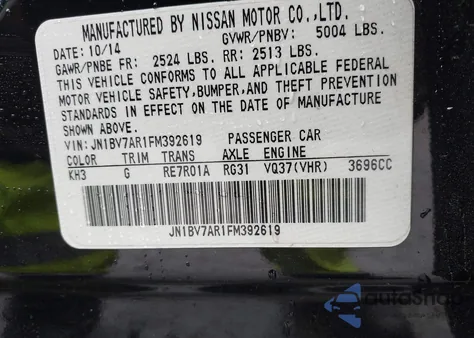 MANUFACTURED BY NISSAN MOTOR CO.,LTD.
DATE: 10/14 GVWR/PNBV: 5004 LBS.
GAWR/PNBE FR: 2524 LBS. RR: 2513 LBS.
THIS VEHICLE CONFORMS TO ALL APPLICABLE FEDERAL
MOTOR VEHICLE SAFETY,BUMPER,AND THEFT PREVENTION
STANDARDS IN EFFECT ON THE DATE OF MANUFACTURE
SHOWN ABOVE.
VIN: JN1BV7AR1FM392619 PASSENGER CAR
COLOR TRIM TRANS AXLE ENGINE
KH3 G RE7R01A RG31 VQ37(VHR) 3696CC
JN1BV7AR1FM392619
autoShop